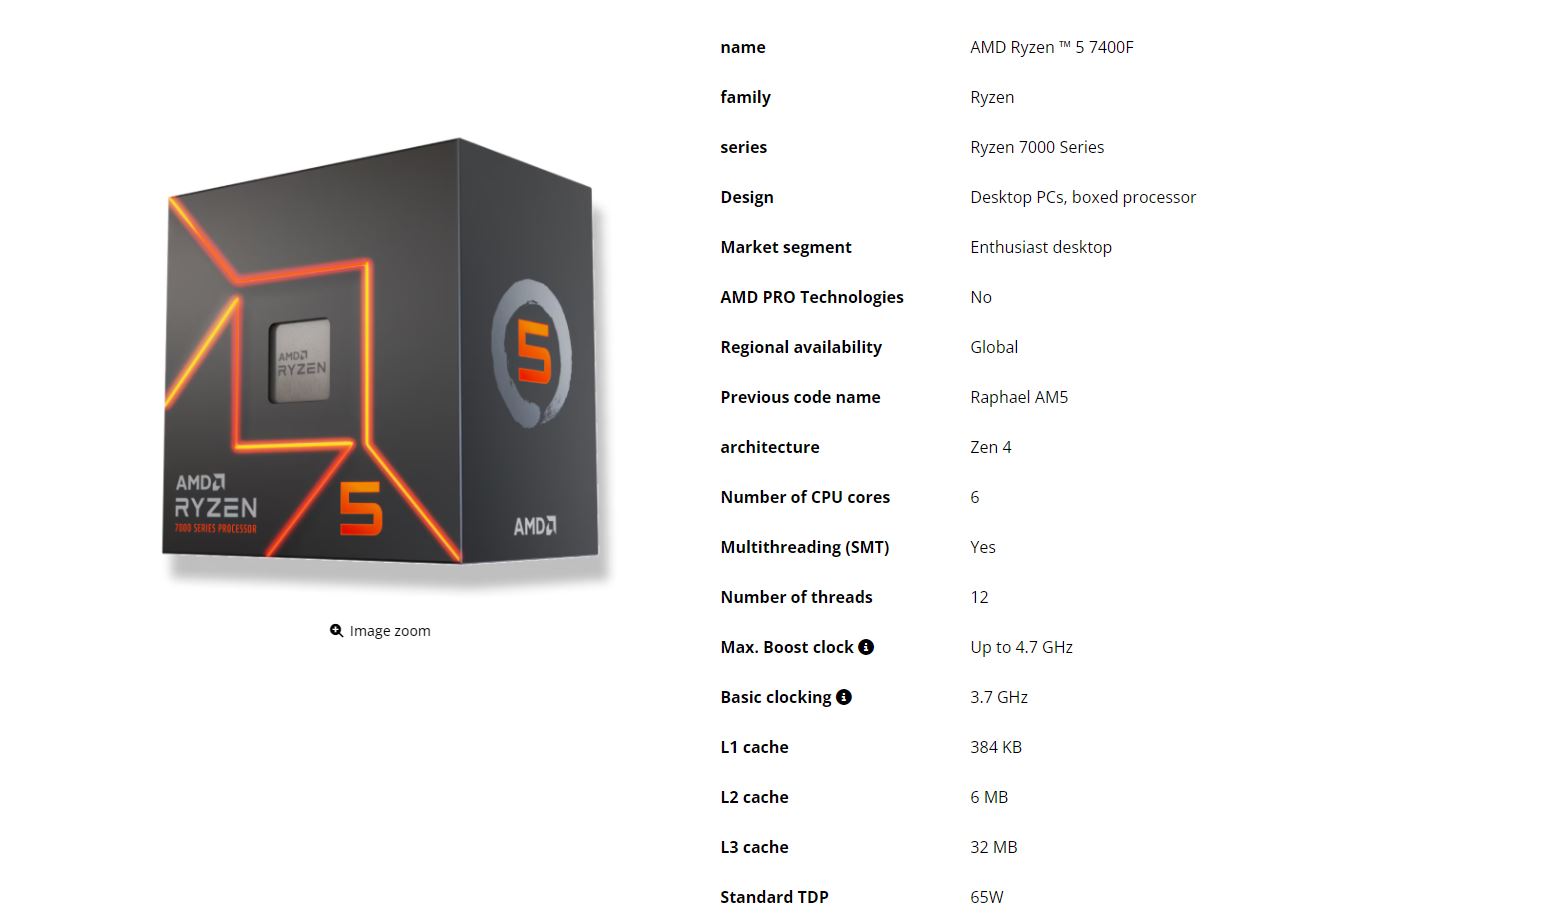 AMD
RYZEN
AMD
RYZEN
7000 SERIES PROCESSOR
5
5
AMD
Image zoom
name AMD Ryzen ™ 5 7400F
family Ryzen
series Ryzen 7000 Series
Design Desktop PCs, boxed processor
Market segment Enthusiast desktop
AMD PRO Technologies No
Regional availability Global
Previous code name Raphael AM5
architecture Zen 4
Number of CPU cores 6
Multithreading (SMT) Yes
Number of threads 12
Max. Boost clock Up to 4.7 GHz
Basic clocking 3.7 GHz
L1 cache 384 KB
L2 cache 6 MB
L3 cache 32 MB
Standard TDP 65W